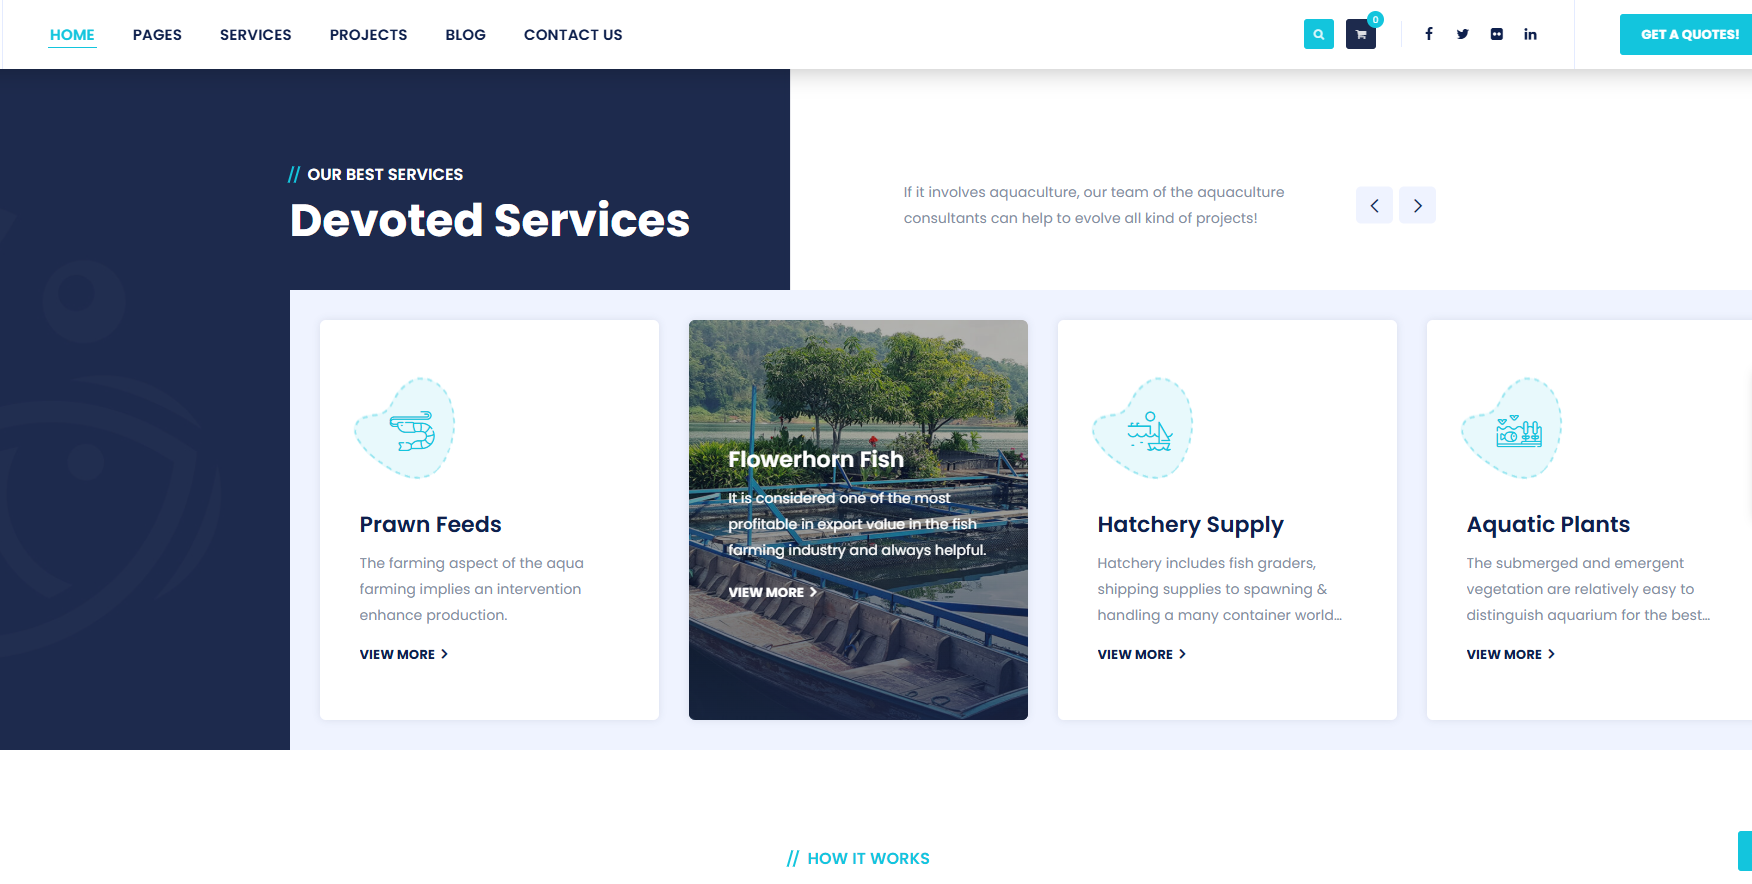 HOME PAGES SERVICES PROJECTS BLOG CONTACT US 0 GET A QUOTES!
// OUR BEST SERVICES
Devoted Services
If it involves aquaculture, our team of the aquaculture
consultants can help to evolve all kind of projects!
Prawn Feeds
The farming aspect of the aqua
farming implies an intervention
enhance production.
VIEW MORE
Flowerhorn Fish
It is considered one of the most
profitable in export value in the fish
farming industry and always helpful.
VIEW MORE
Hatchery Supply
Hatchery includes fish graders,
shipping supplies to spawning &
handling a many container world...
VIEW MORE
Aquatic Plants
The submerged and emergent
vegetation are relatively easy to
distinguish aquarium for the best...
VIEW MORE
// HOW IT WORKS